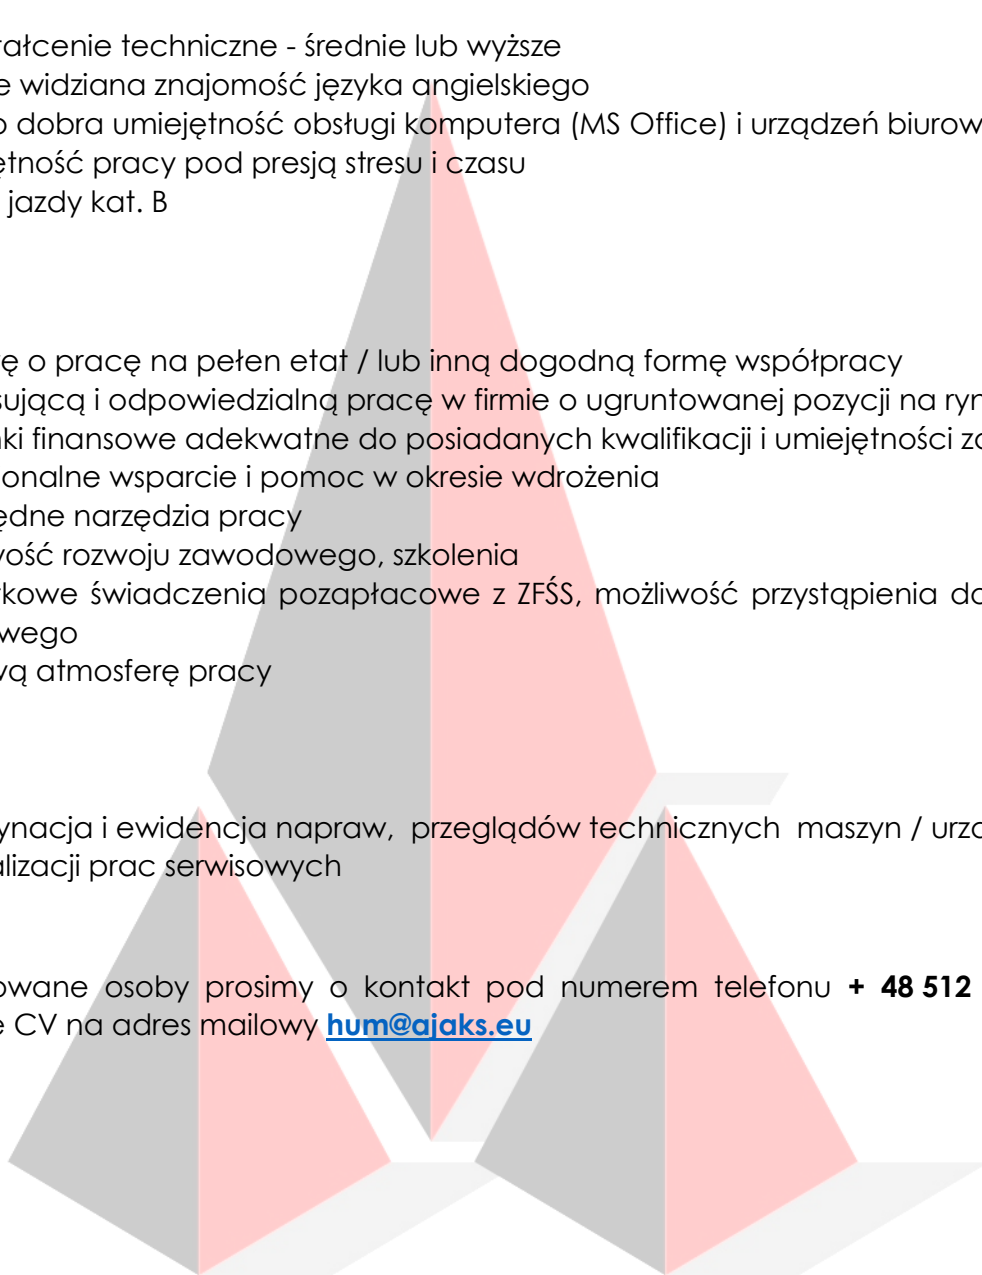 tałcenie techniczne - średnie lub wyższe
e widziana znajomość języka angielskiego
o dobra umiejętność obsługi komputera (MS Office) i urządzeń biurow
ętność pracy pod presją stresu i czasu
jazdy kat. B
ę o pracę na pełen etat / lub inną dogodną formę współpracy
sującą i odpowiedzialną pracę w firmie o ugruntowanej pozycji na ryn
ki finansowe adekwatne do posiadanych kwalifikacji i umiejętności za
onalne wsparcie i pomoc w okresie wdrożenia
ędne narzędzia pracy
wość rozwoju zawodowego, szkolenia
kowe świadczenia pozapłacowe z ZFŚS, możliwość przystąpienia do
wego
wą atmosferę pracy
ynacja i ewidencja napraw, przeglądów technicznych maszyn / urzą
alizacji prac serwisowych
owane osoby prosimy o kontakt pod numerem telefonu + 48 512
e CV na adres mailowy hum@ajaks.eu